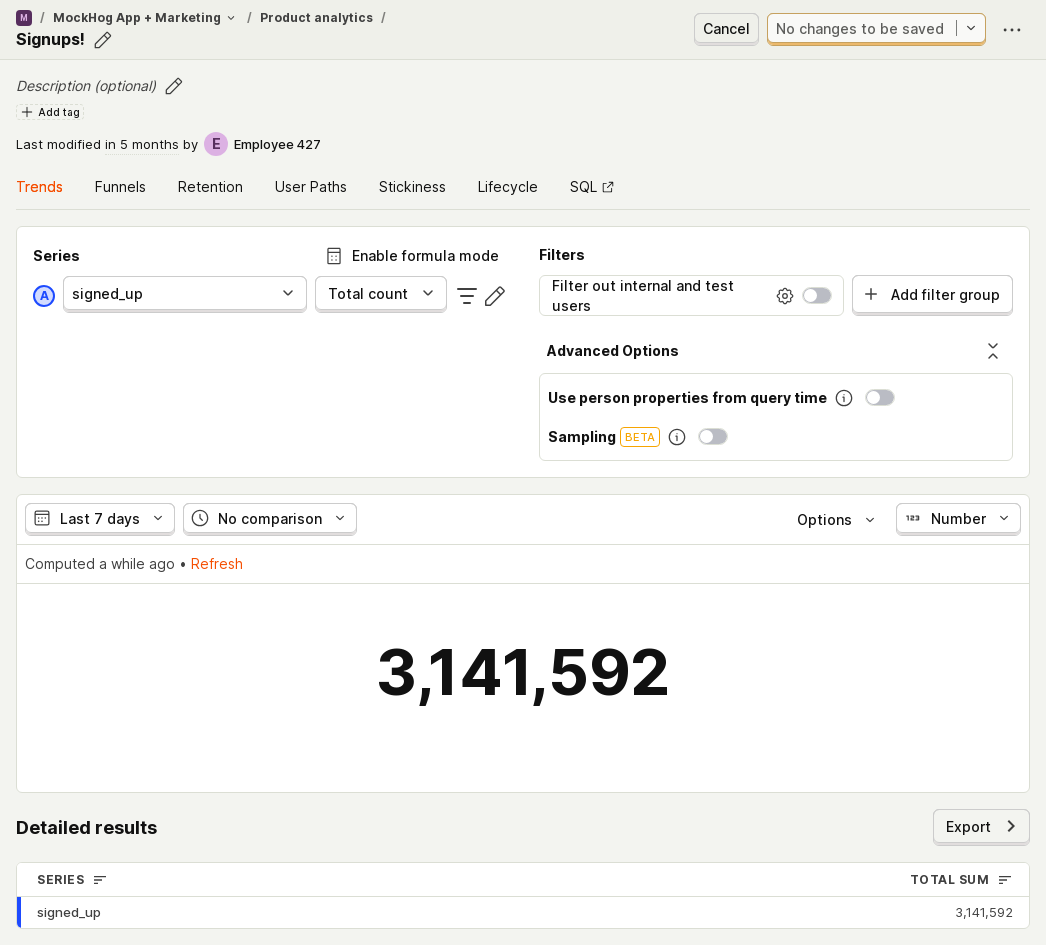 M / MockHog App + Marketing / Product analytics /
Signups!
Cancel
No changes to be saved
Description (optional)
Add tag
Last modified in 5 months by E Employee 427
Trends Funnels Retention User Paths Stickiness Lifecycle SQL
Series
Enable formula mode
A signed_up Total count
Filters
Filter out internal and test
users
Add filter group
Advanced Options
Use person properties from query time
Sampling BETA
Last 7 days No comparison Options 123 Number
Computed a while ago • Refresh
3,141,592
Detailed results
Export
SERIES TOTAL SUM
signed_up 3,141,592